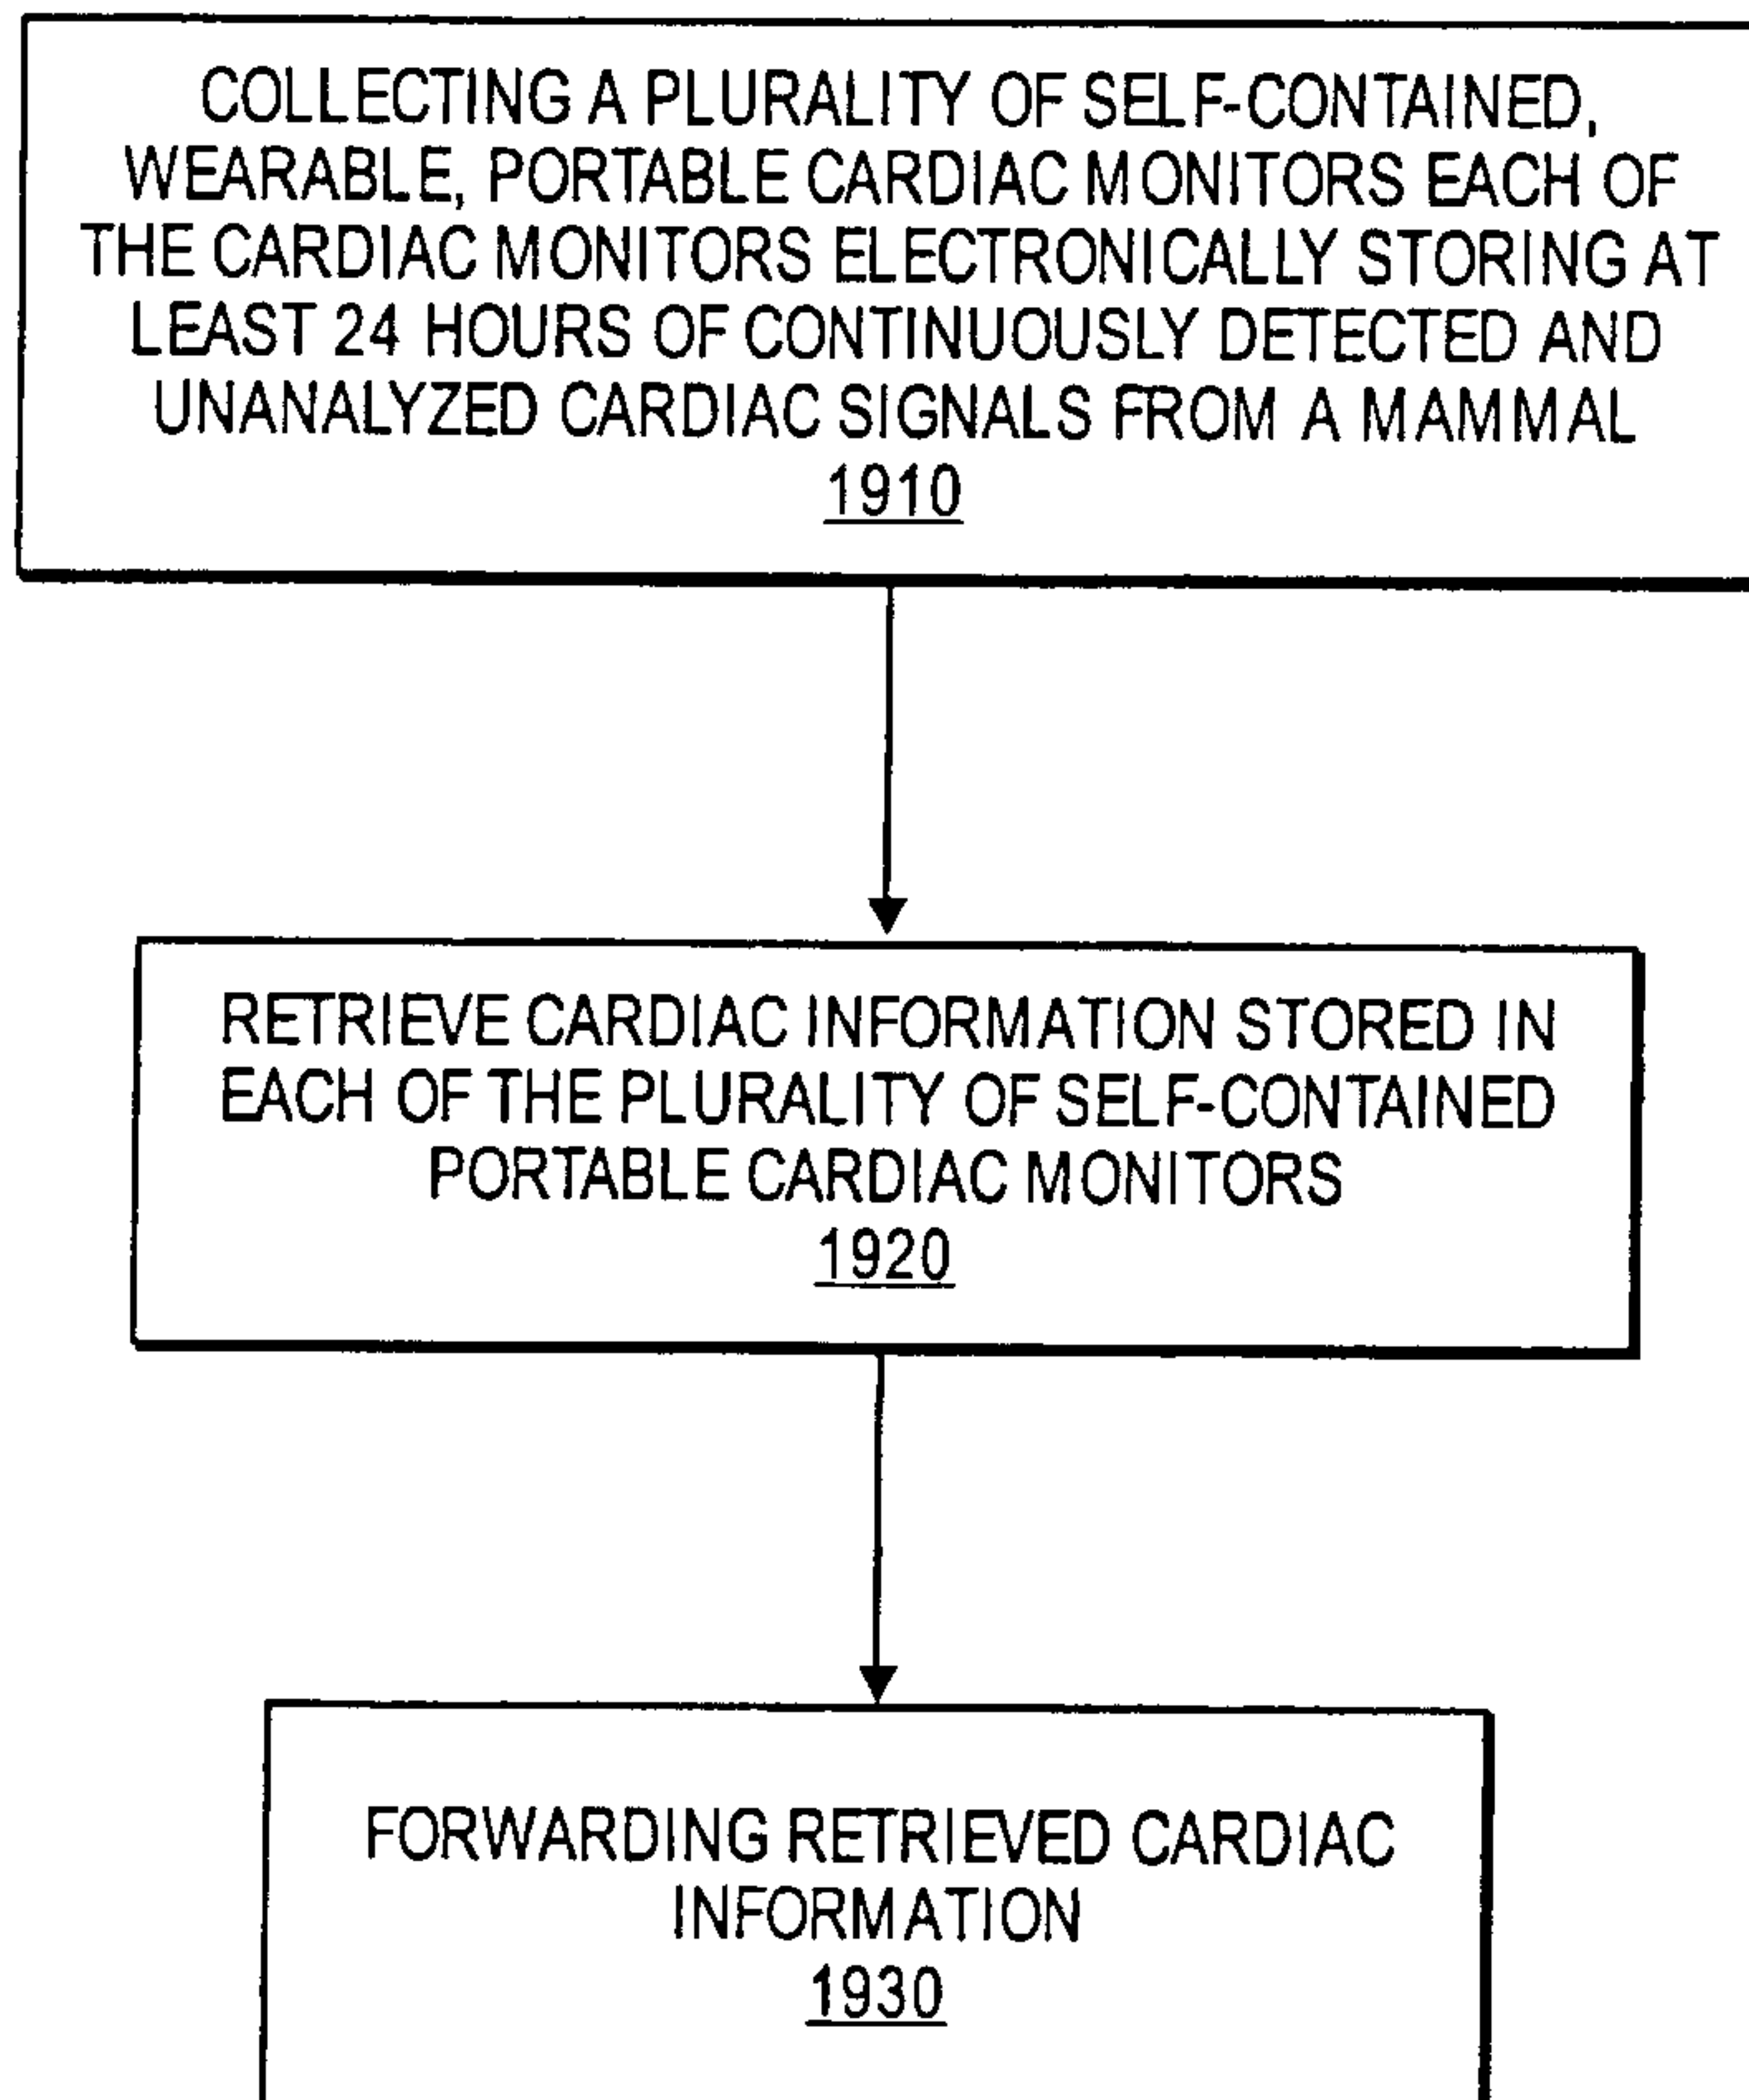 COLLECTING A PLURALITY OF SELF-CONTAINED,
WEARABLE, PORTABLE CARDIAC MONITORS EACH OF
THE CARDIAC MONITORS ELECTRONICALLY STORING AT
LEAST 24 HOURS OF CONTINUOUSLY DETECTED AND
UNANALYZED CARDIAC SIGNALS FROM A MAMMAL
1910
RETRIEVE CARDIAC INFORMATION STORED IN
EACH OF THE PLURALITY OF SELF-CONTAINED
PORTABLE CARDIAC MONITORS
1920
FORWARDING RETRIEVED CARDIAC
INFORMATION
1930